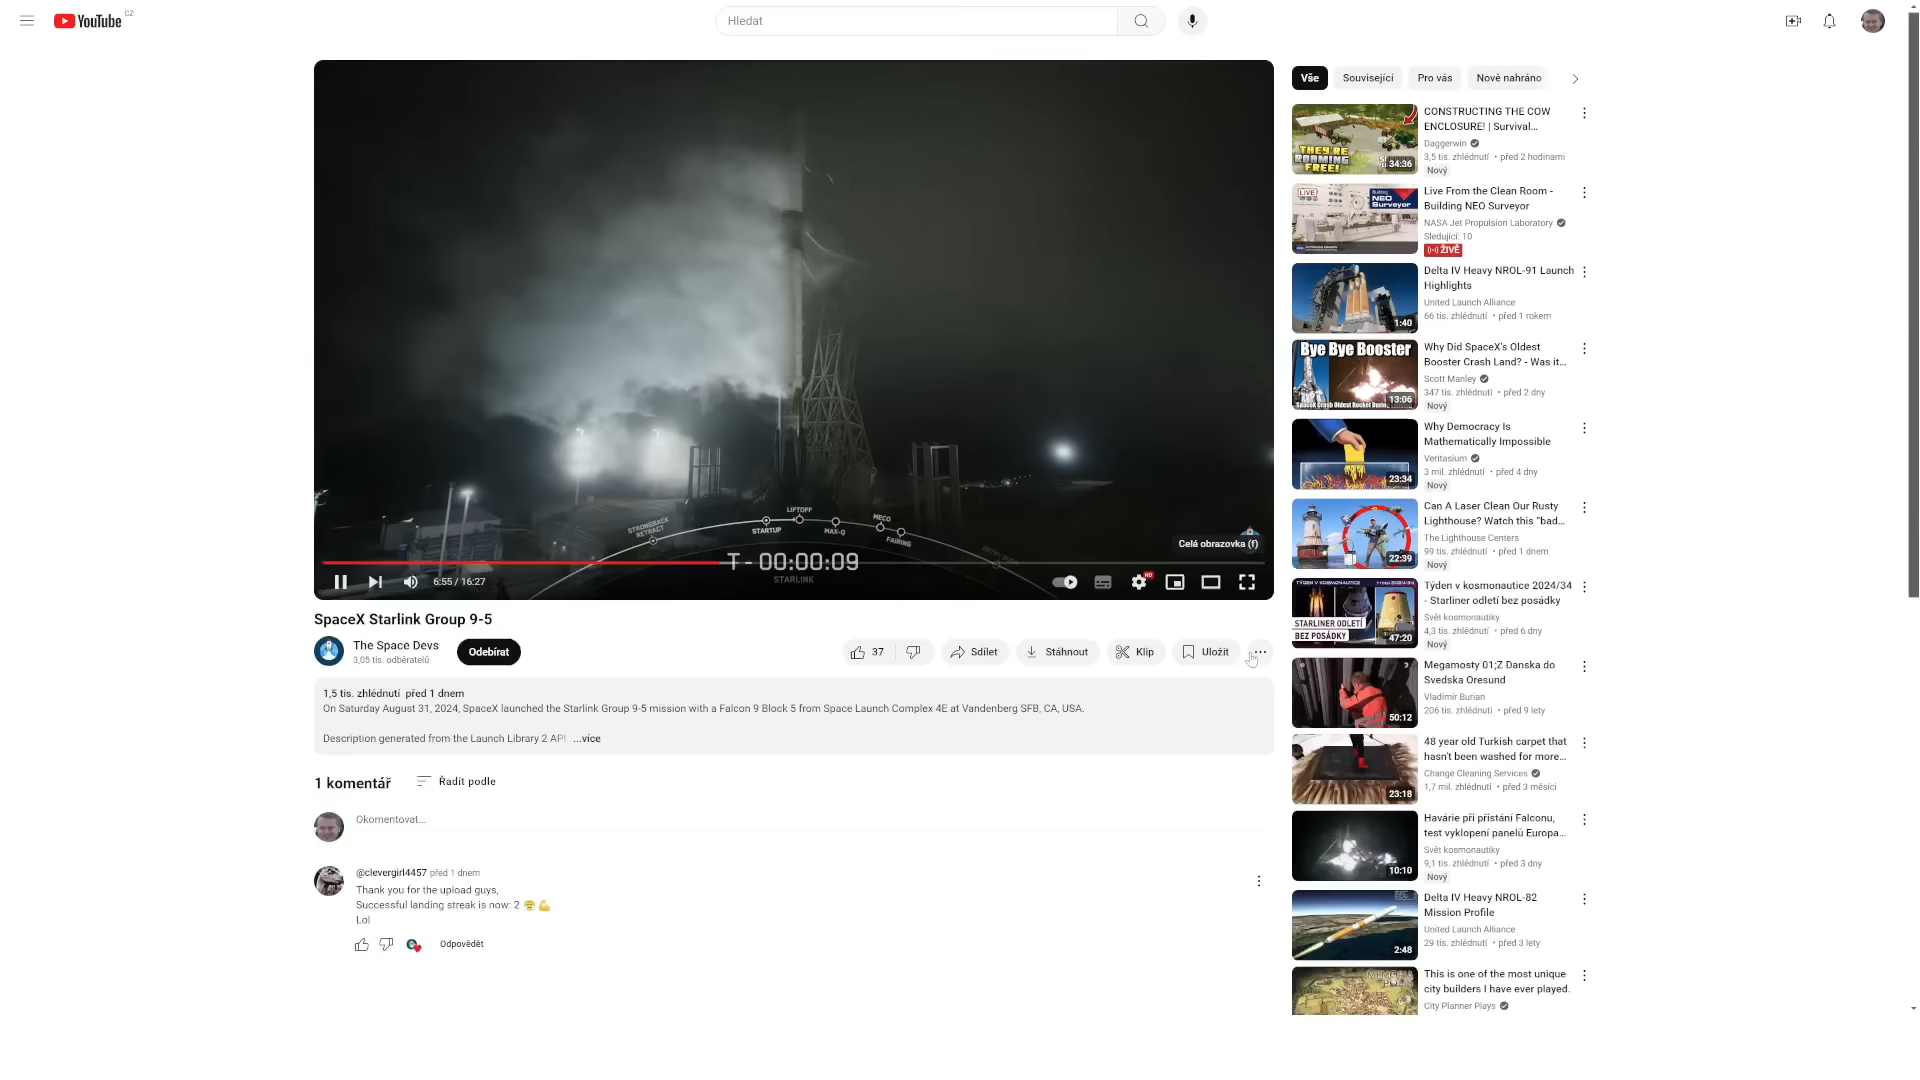 YouTube CZ
Hledat
STRONGBACK RETRACT
STARTUP
LIFTOFF
MAX-Q
MECO
FAIRING
T - 00:00:09
STARLINK
Celá obrazovka (f)
6:55 / 16:27
HD
SpaceX Starlink Group 9-5
The Space Devs
3,05 tis. odběratelů
Odebírat
37
Sdílet
Stáhnout
Klip
Uložit
1,5 tis. zhlédnutí před 1 dnem
On Saturday August 31, 2024, SpaceX launched the Starlink Group 9-5 mission with a Falcon 9 Block 5 from Space Launch Complex 4E at Vandenberg SFB, CA, USA.
Description generated from the Launch Library 2 API ...více
1 komentář
Řadit podle
Okomentovat...
@clevergirl4457 před 1 dnem
Thank you for the upload guys,
Successful landing streak is now: 2 😤 💪
Lol
Odpovědět
Vše
Související
Pro vás
Nově nahráno
THEY'RE
ROAMING
FREE!
34:36
CONSTRUCTING THE COW
ENCLOSURE! | Survival...
Daggerwin
3,5 tis. zhlédnutí • před 2 hodinami
Nový
LIVE
Building
NEO
Surveyor
Live From the Clean Room -
Building NEO Surveyor
NASA Jet Propulsion Laboratory
Sledující: 10
ŽIVĚ
1:40
Delta IV Heavy NROL-91 Launch
Highlights
United Launch Alliance
66 tis. zhlédnutí • před 1 rokem
Bye Bye Booster
SpaceX Crash Oldest Rocket During
13:06
Why Did SpaceX's Oldest
Booster Crash Land? - Was it...
Scott Manley
347 tis. zhlédnutí • před 2 dny
Nový
23:34
Why Democracy Is
Mathematically Impossible
Veritasium
3 mil. zhlédnutí • před 4 dny
Nový
22:39
Can A Laser Clean Our Rusty
Lighthouse? Watch this "bad...
The Lighthouse Centers
99 tis. zhlédnutí • před 1 dnem
Nový
TÝDEN V KOSMONAUTICE 2024/34
STARLINER ODLETÍ
BEZ POSÁDKY
47:20
Týden v kosmonautice 2024/34
- Starliner odletí bez posádky
Svět kosmonautiky
4,3 tis. zhlédnutí • před 6 dny
Nový
50:12
Megamosty 01;Z Danska do
Svedska Oresund
Vladimír Burian
206 tis. zhlédnutí • před 9 lety
23:18
48 year old Turkish carpet that
hasn't been washed for more...
Change Cleaning Services
1,7 mil. zhlédnutí • před 3 měsíci
10:10
Havárie při přistání Falconu,
test vyklopení panelů Europa...
Svět kosmonautiky
9,1 tis. zhlédnutí • před 3 dny
Nový
2:48
Delta IV Heavy NROL-82
Mission Profile
United Launch Alliance
29 tis. zhlédnutí • před 3 lety
This is one of the most unique
city builders I have ever played.
City Planner Plays